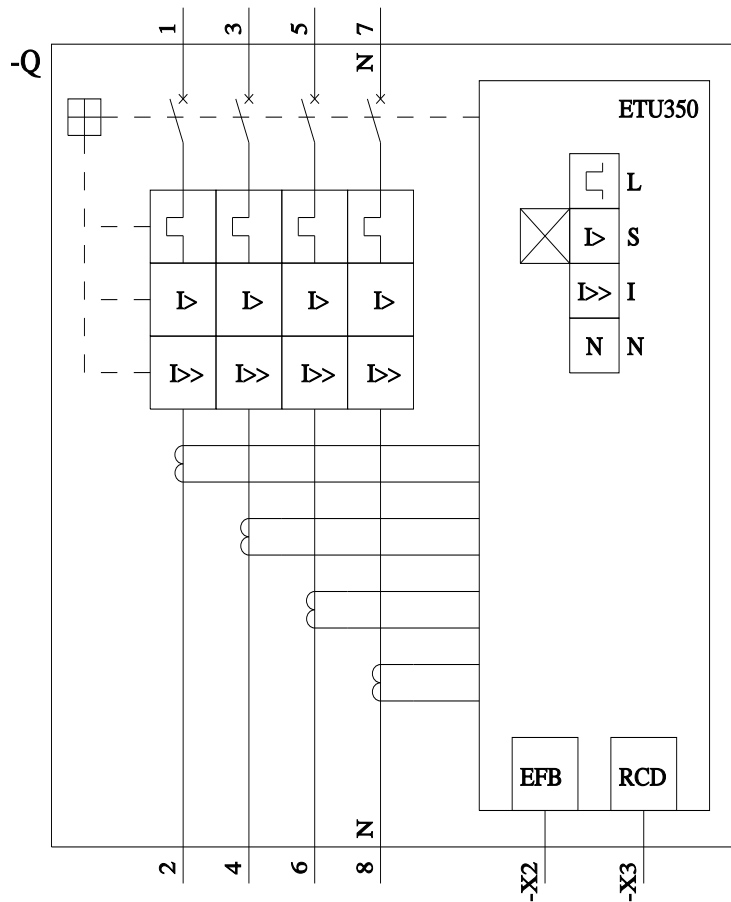 1 3 5 7
-Q
N
ETU350
L
I> S
I>> I
N N
I> I> I> I>
I>> I>> I>> I>>
EFB RCD
N
2 4 6 8
-X2 -X3